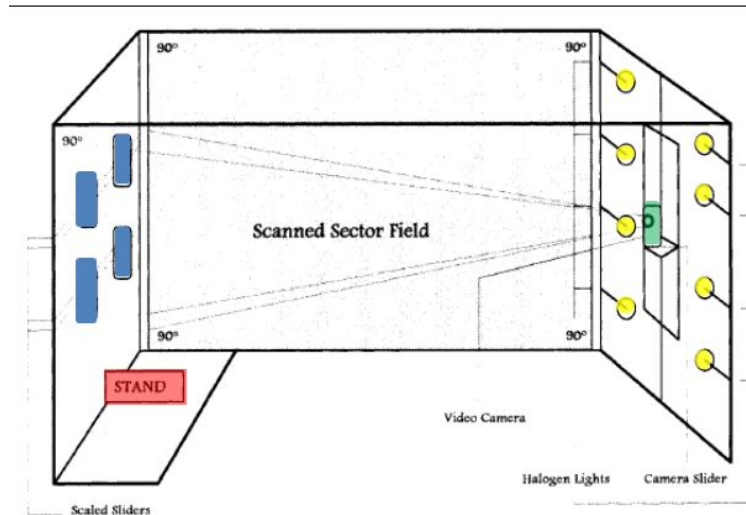 90°
90°
90°
Scanned Sector Field
90°
90°
STAND
Video Camera
Halogen Lights
Camera Slider
Scaled Sliders